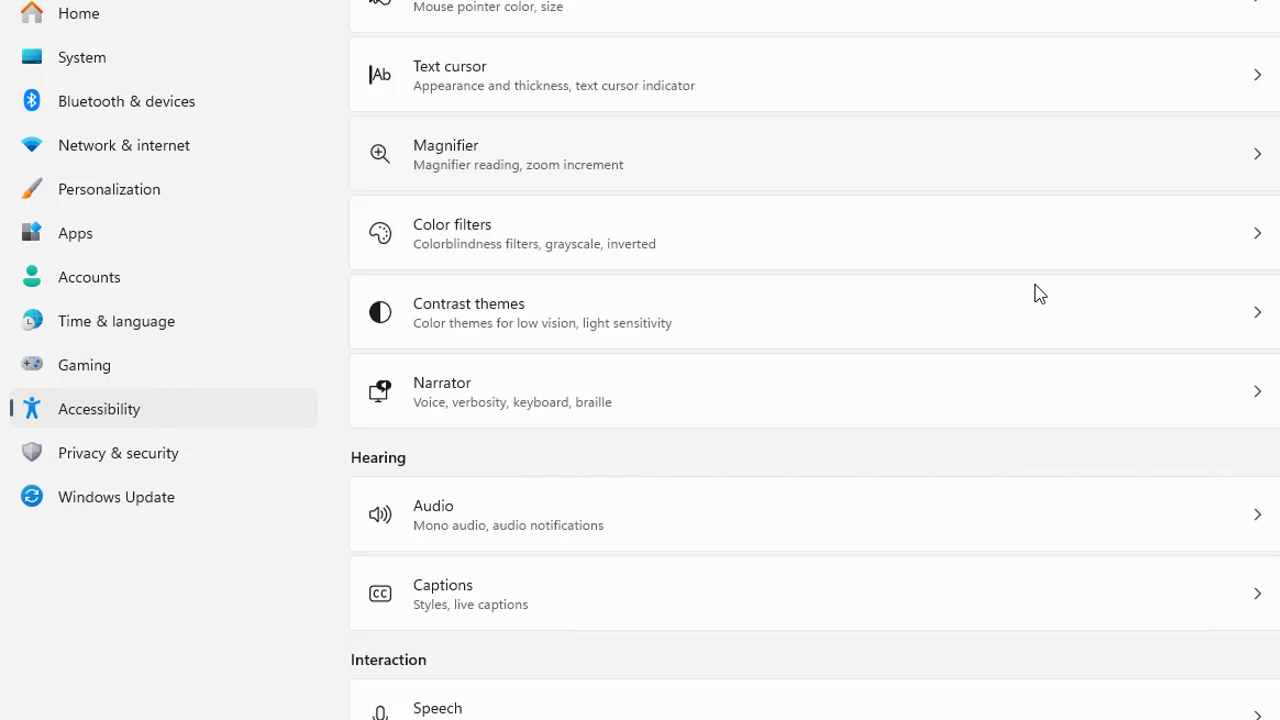 Home
System
Bluetooth & devices
Network & internet
Personalization
Apps
Accounts
Time & language
Gaming
Accessibility
Privacy & security
Windows Update
Mouse pointer color, size
Ab
Text cursor
Appearance and thickness, text cursor indicator
Magnifier
Magnifier reading, zoom increment
Color filters
Colorblindness filters, grayscale, inverted
Contrast themes
Color themes for low vision, light sensitivity
Narrator
Voice, verbosity, keyboard, braille
Hearing
Audio
Mono audio, audio notifications
CC
Captions
Styles, live captions
Interaction
Speech